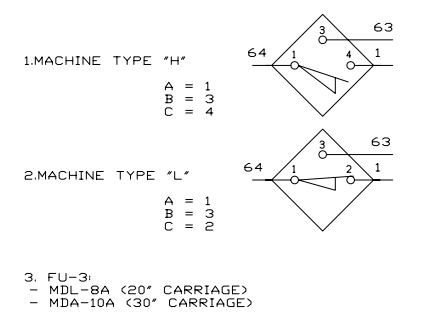 63
3
64 1 4 1
1.MACHINE TYPE "H"
A = 1
B = 3
C = 4
63
3
64 1 2 1
2.MACHINE TYPE "L"
A = 1
B = 3
C = 2
3. FU-3:
- MDL-8A (20" CARRIAGE)
- MDA-10A (30" CARRIAGE)